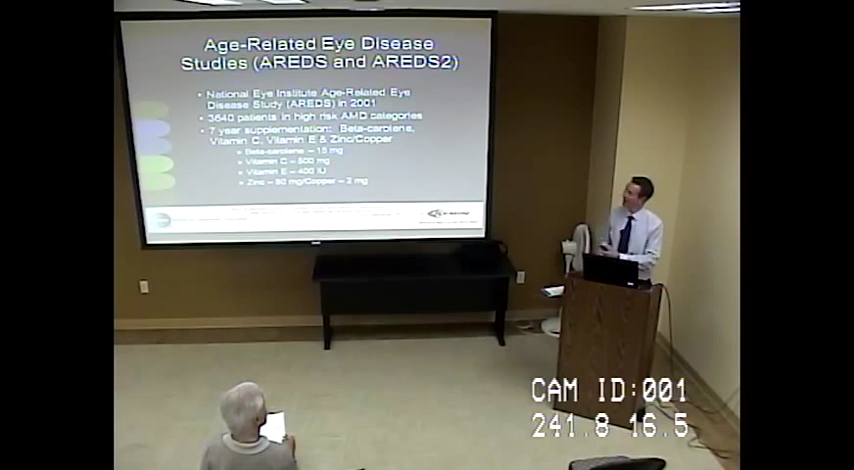 Age-Related Eye Disease
Studies (AREDS and AREDS2)
• National Eye Institute Age-Related Eye
Disease Study (AREDS) in 2001
• 3640 patients in high risk AMD categories
• 7 year supplementation: Beta-carotene,
Vitamin C, Vitamin E & Zinc/Copper
Beta-carotene – 15 mg
Vitamin C – 500 mg
Vitamin E – 400 IU
Zinc – 80 mg/Copper – 2 mg
CAM ID:001
241.8 16.5